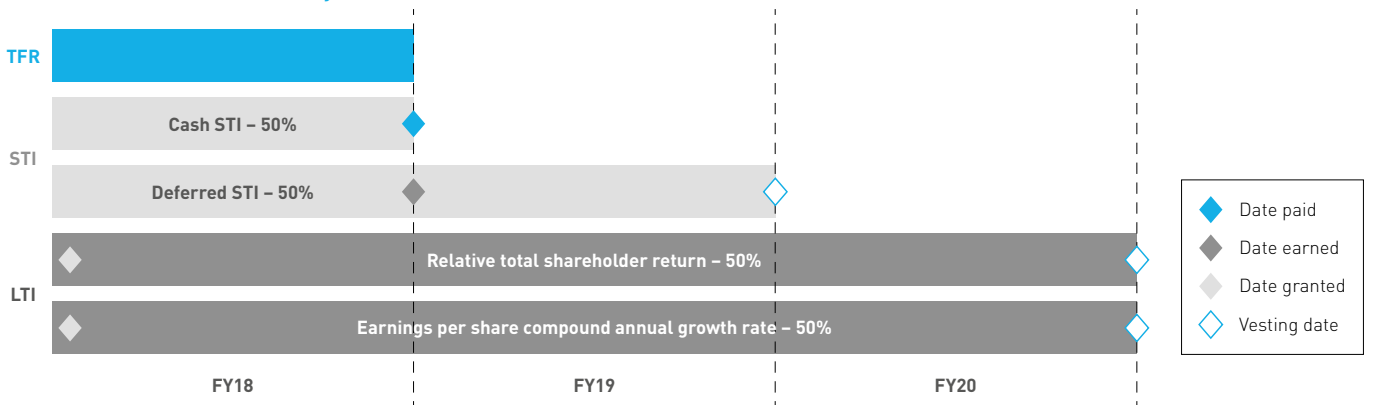 TFR
Cash STI – 50%
STI
Deferred STI – 50%
Relative total shareholder return – 50%
LTI
Earnings per share compound annual growth rate – 50%
FY18
FY19
FY20
Date paid
Date earned
Date granted
Vesting date